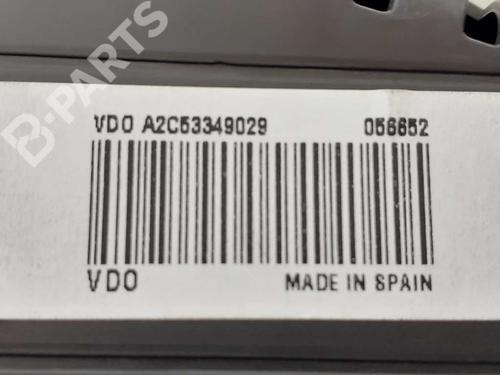 B-PARTS
VDO A2C53349029 056652
VDO MADE IN SPAIN